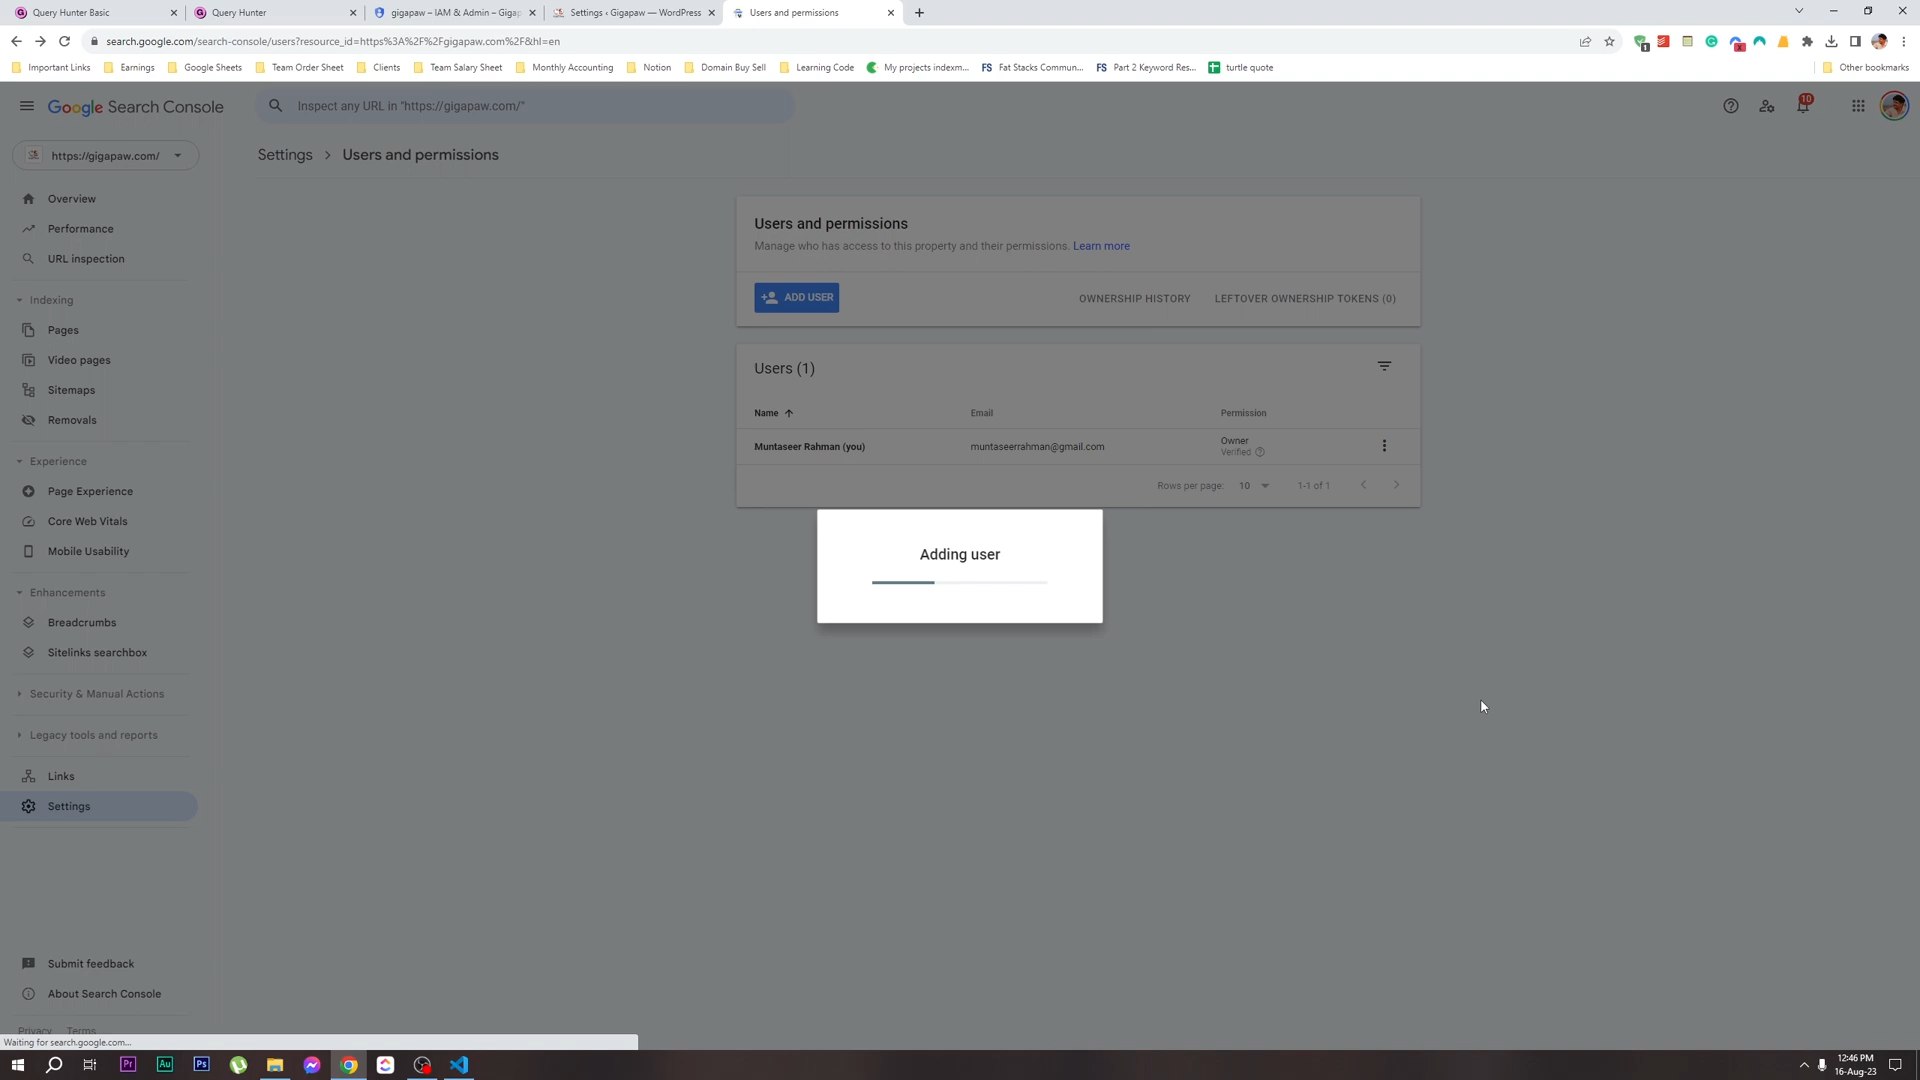 Query Hunter Basic
Query Hunter
gigapaw – IAM & Admin – Gigap
Settings ‹ Gigapaw — WordPress
Users and permissions
search.google.com/search-console/users?resource_id=https%3A%2F%2Fgigapaw.com%2F&hl=en
Important Links
Earnings
Google Sheets
Team Order Sheet
Clients
Team Salary Sheet
Monthly Accounting
Notion
Domain Buy Sell
Learning Code
My projects indexm...
FS Fat Stacks Commun...
FS Part 2 Keyword Res...
turtle quote
Other bookmarks
Google Search Console
Inspect any URL in "https://gigapaw.com/"
10
https://gigapaw.com/
Settings > Users and permissions
Overview
Performance
URL inspection
Indexing
Pages
Video pages
Sitemaps
Removals
Experience
Page Experience
Core Web Vitals
Mobile Usability
Enhancements
Breadcrumbs
Sitelinks searchbox
Security & Manual Actions
Legacy tools and reports
Links
Settings
Submit feedback
About Search Console
Privacy Terms
Users and permissions
Manage who has access to this property and their permissions. Learn more
ADD USER
OWNERSHIP HISTORY
LEFTOVER OWNERSHIP TOKENS (0)
Users (1)
Name
Email
Permission
Muntaseer Rahman (you)
muntaseerrahman@gmail.com
Owner
Verified
Rows per page: 10
1-1 of 1
Adding user
Waiting for search.google.com...
Pr
Au
Ps
12:46 PM
16-Aug-23